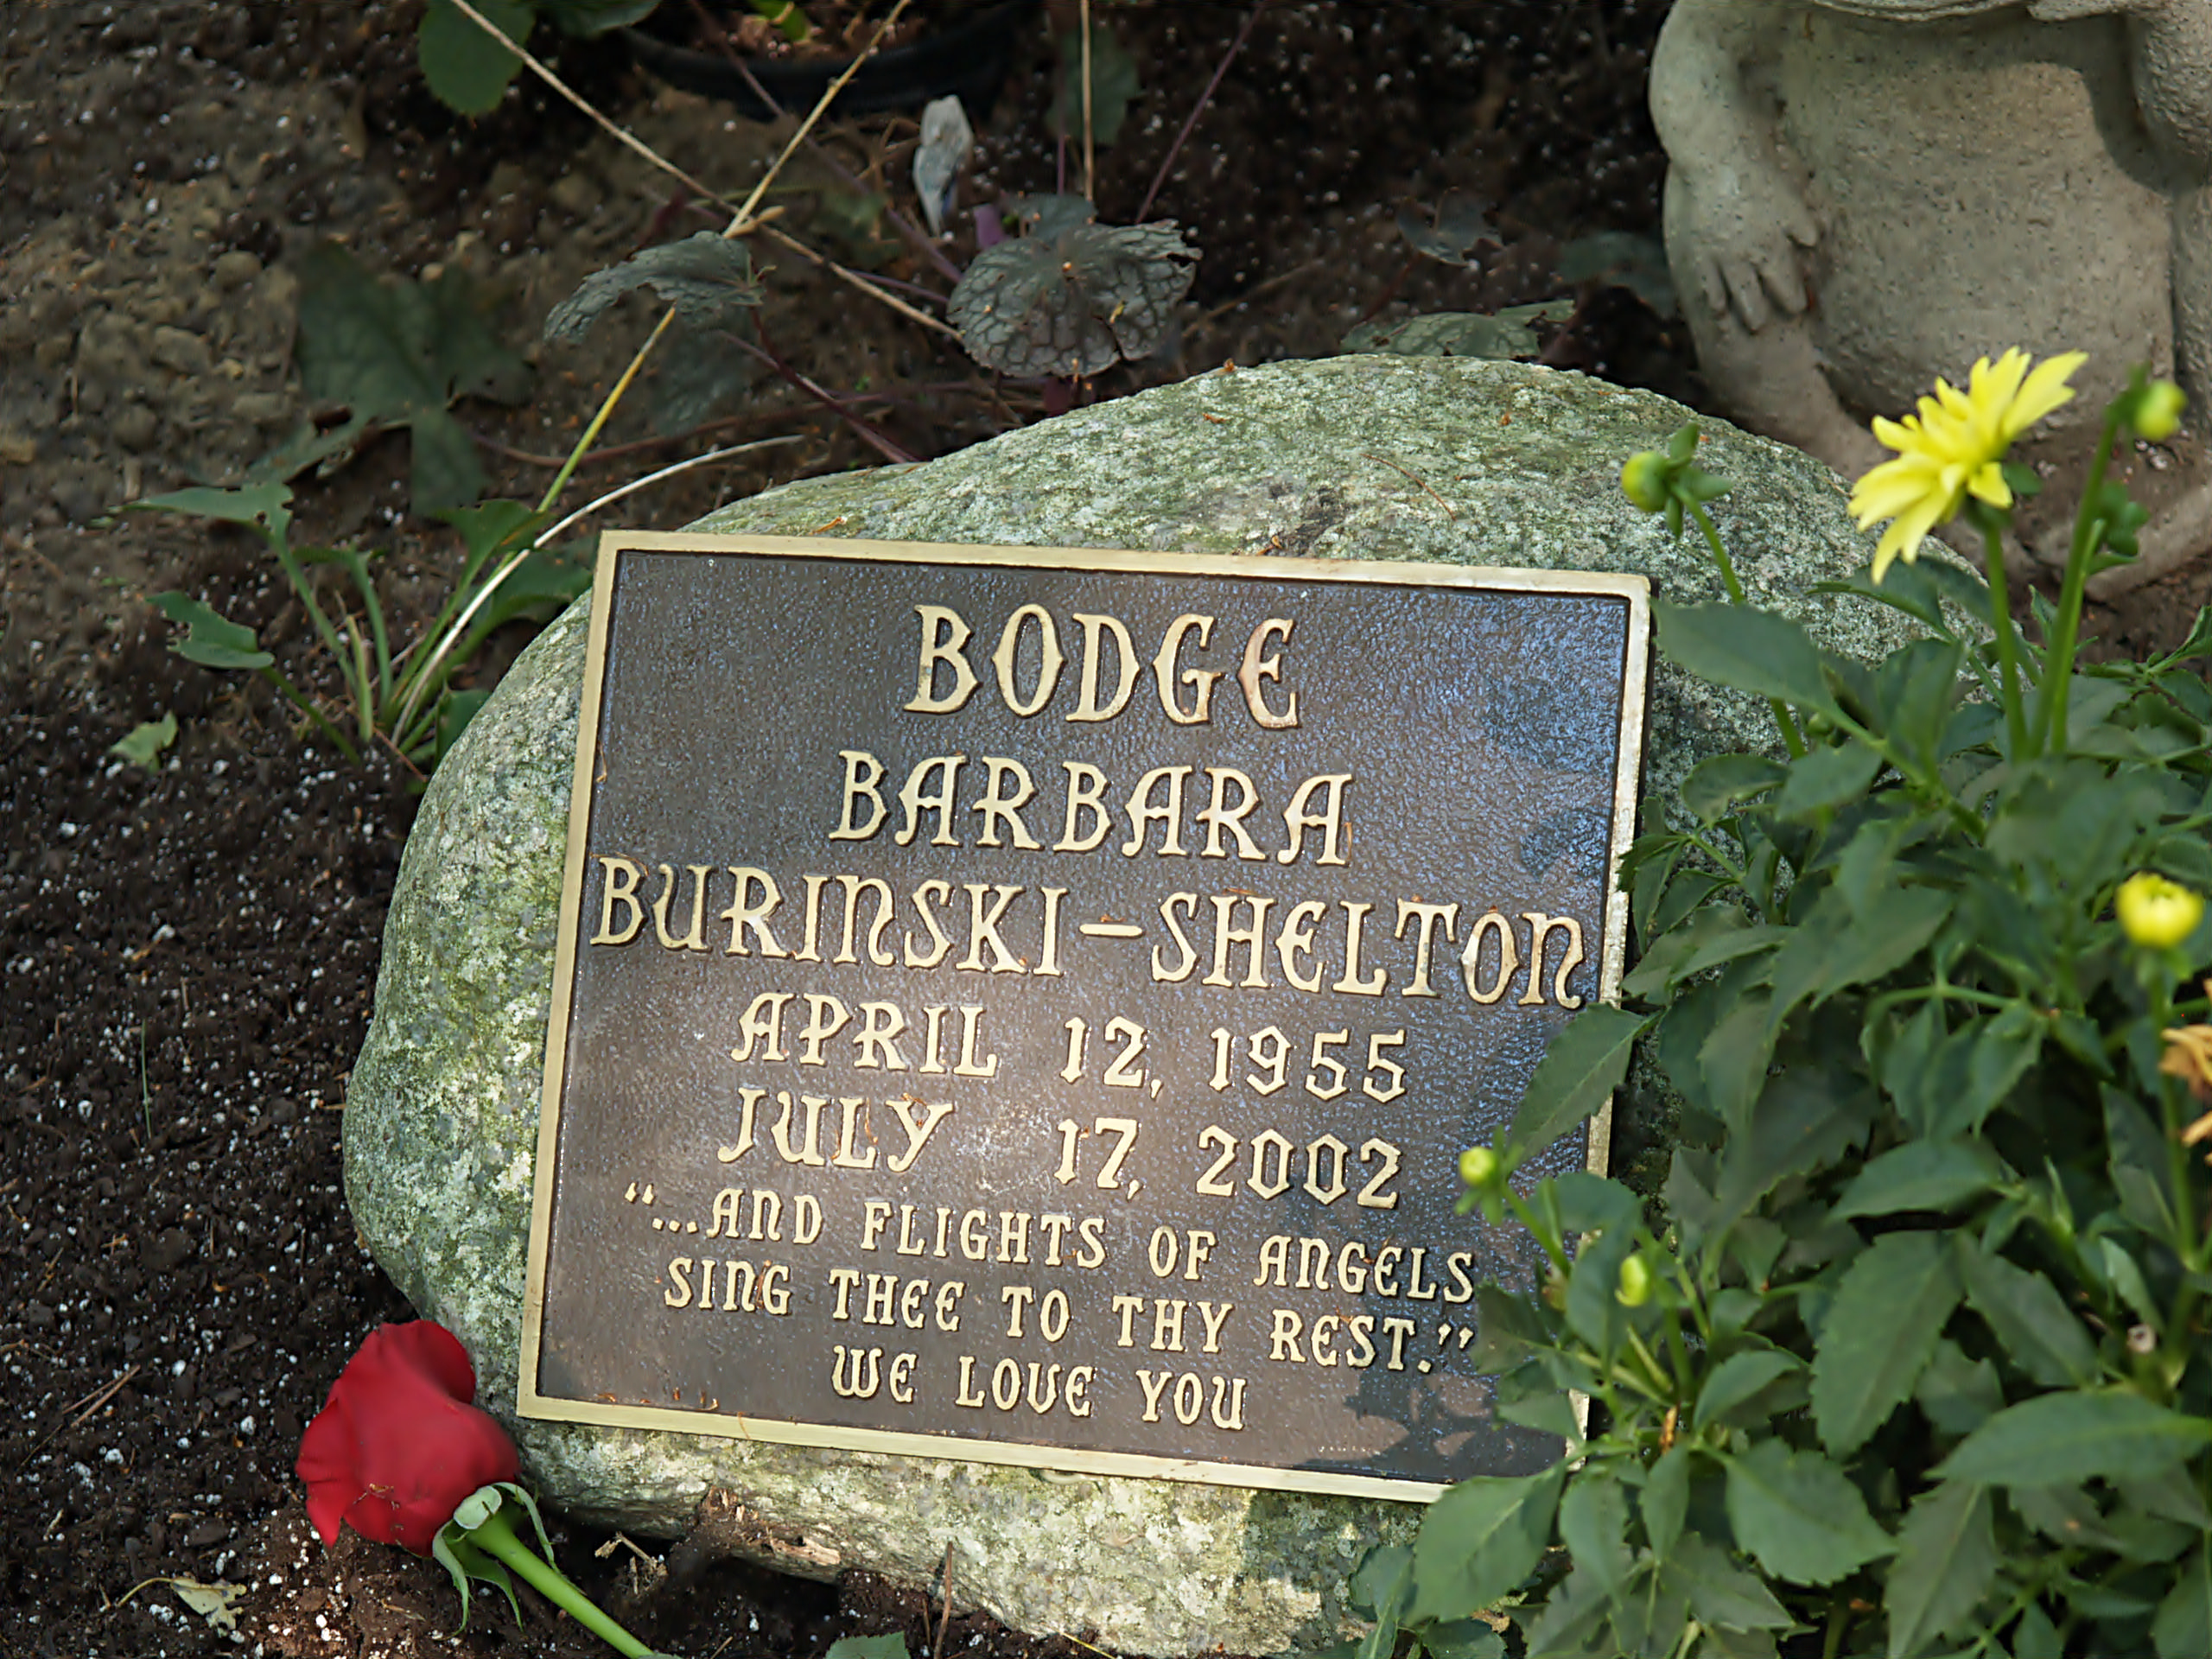 BODGE
BARBARA
BURINSKI-SHELTON
APRIL 12, 1955
JULY 17, 2002
"...AND FLIGHTS OF ANGELS
SING THEE TO THY REST."
WE LOVE YOU